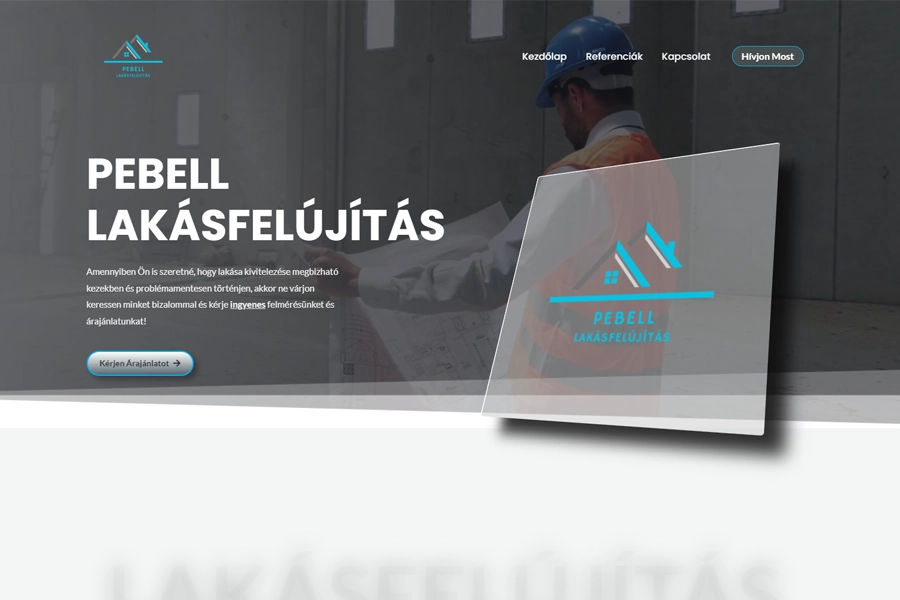 PEBELL
LAKÁSFELÚJÍTÁS
Kezdőlap
Referenciák
Kapcsolat
Hívjon Most
PEBELL
LAKÁSFELÚJÍTÁS
Amennyiben Ön is szeretné, hogy lakása kivitelezése megbízható
kezekben és problémamentesen történjen, akkor ne várjon
keressen minket bizalommal és kérje ingyenes felmérésünket és
árajánlatunkat!
Kérjen Árajánlatot
PEBELL
LAKÁSFELÚJÍTÁS
LAKÁSFELÚJÍTÁS